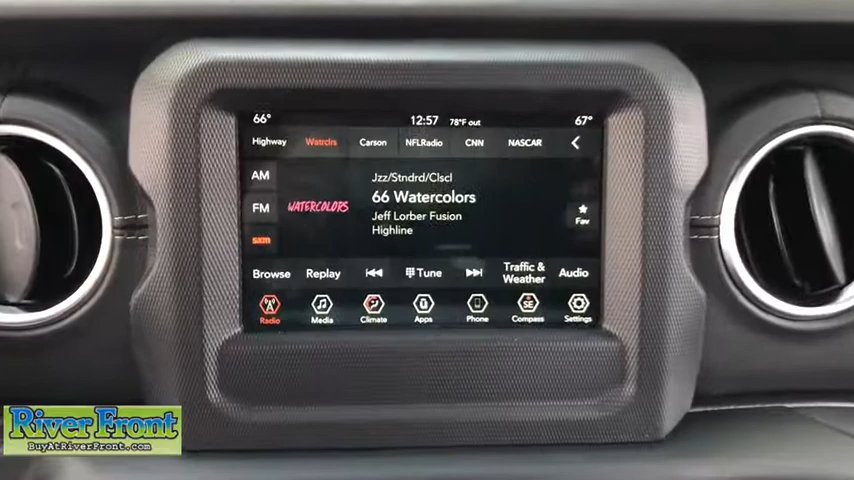 66°
12:57
78°F out
67°
Highway
Watrclrs
Carson
NFLRadio
CNN
NASCAR
AM
FM
sxm
WATERCOLORS
Jzz/Stndrd/Clscl
66 Watercolors
Jeff Lorber Fusion
Highline
Fav
Browse
Replay
Tune
Traffic &
Weather
Audio
Radio
Media
Climate
Apps
Phone
SE
Compass
Settings
River Front
BuyAtRiverFront.com